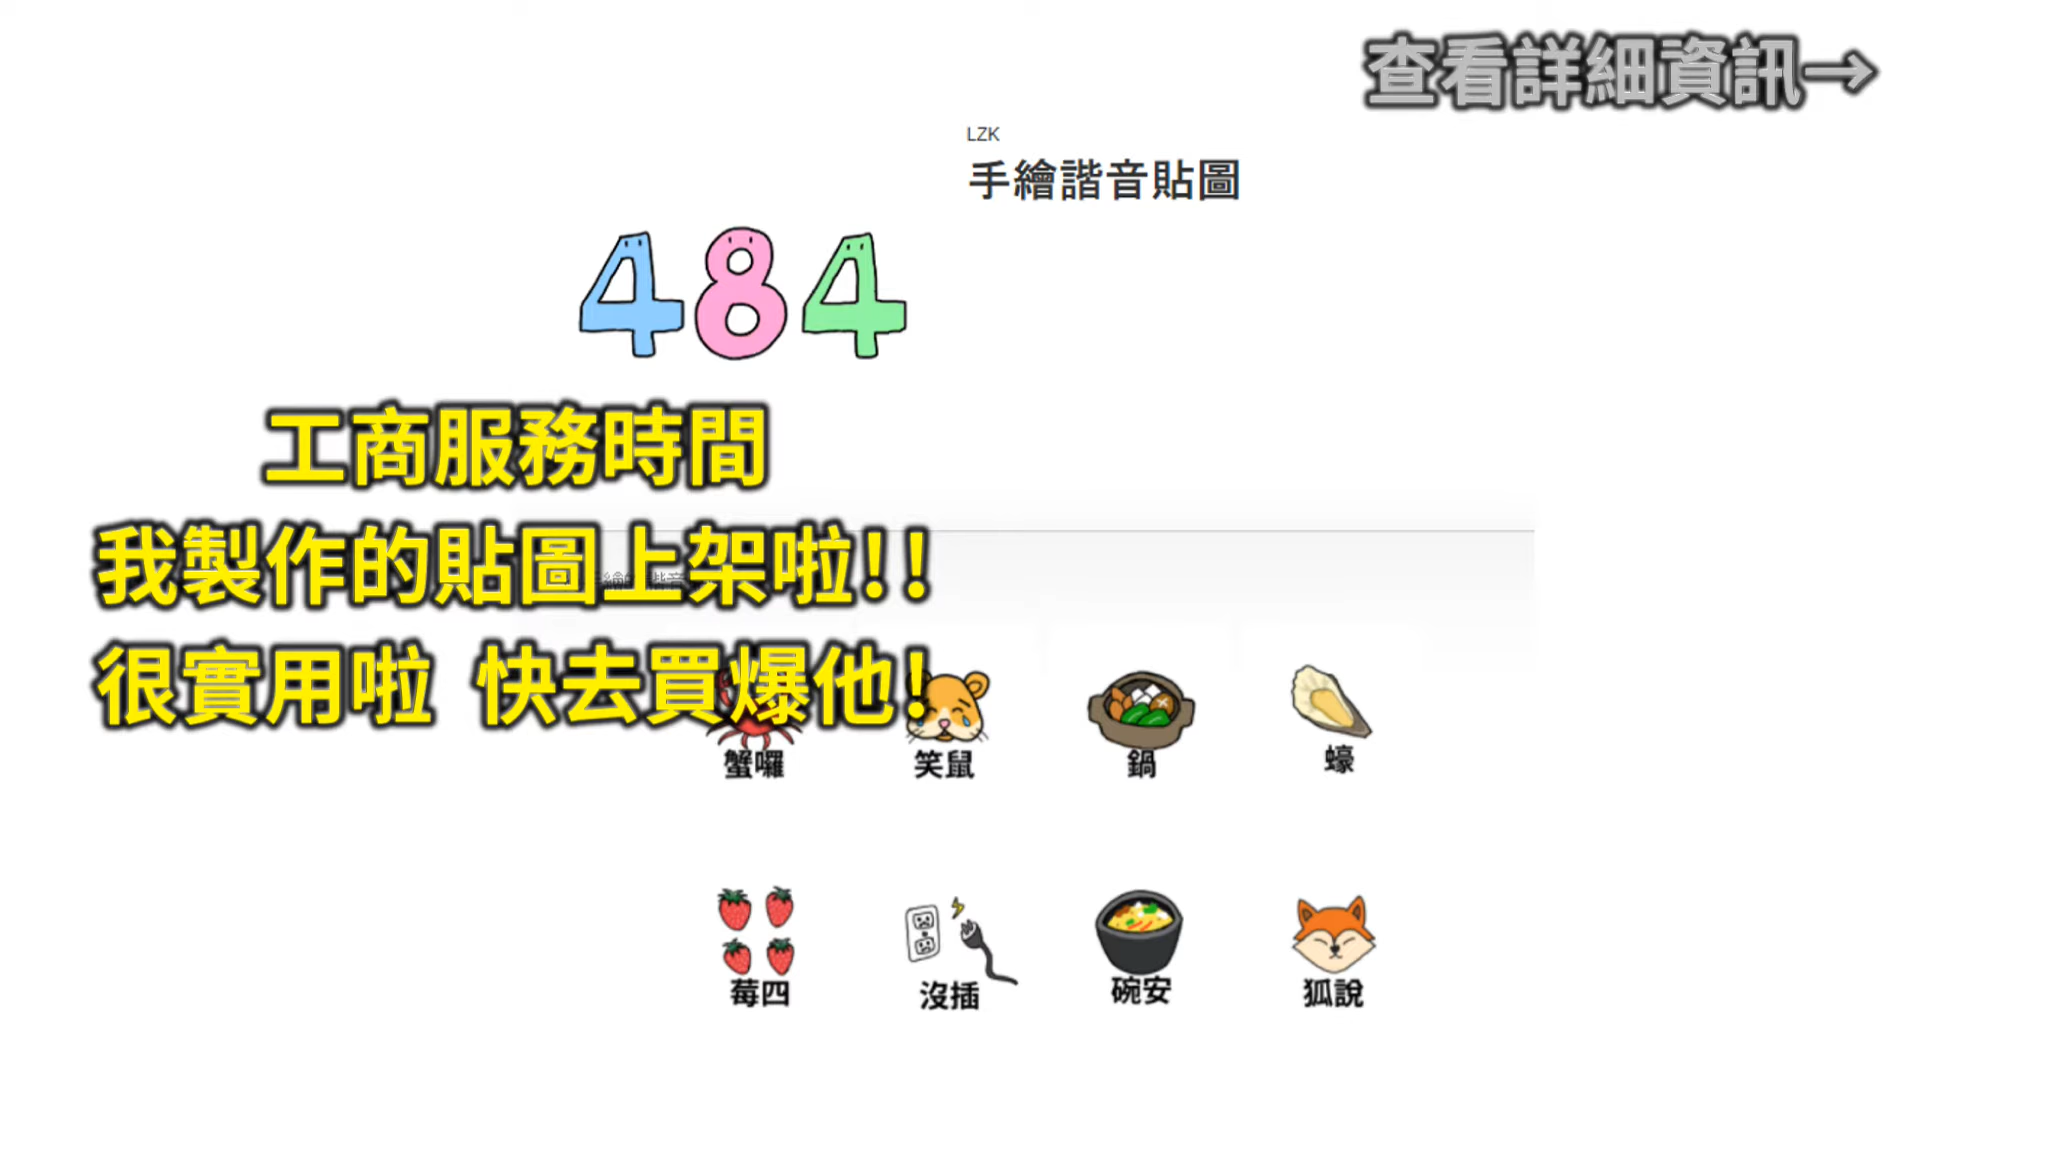 查看詳細資訊→
LZK
手繪諧音貼圖
484
工商服務時間
我製作的貼圖上架啦!!
很實用啦 快去買爆他!
蟹囉
笑鼠
鍋
蠔
莓四
沒插
碗安
狐說